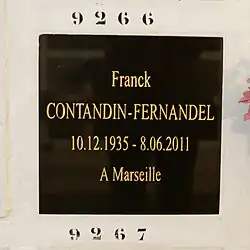 9266
Franck
CONTANDIN-FERNANDEL
10.12.1935 - 8.06.2011
A Marseille
9267